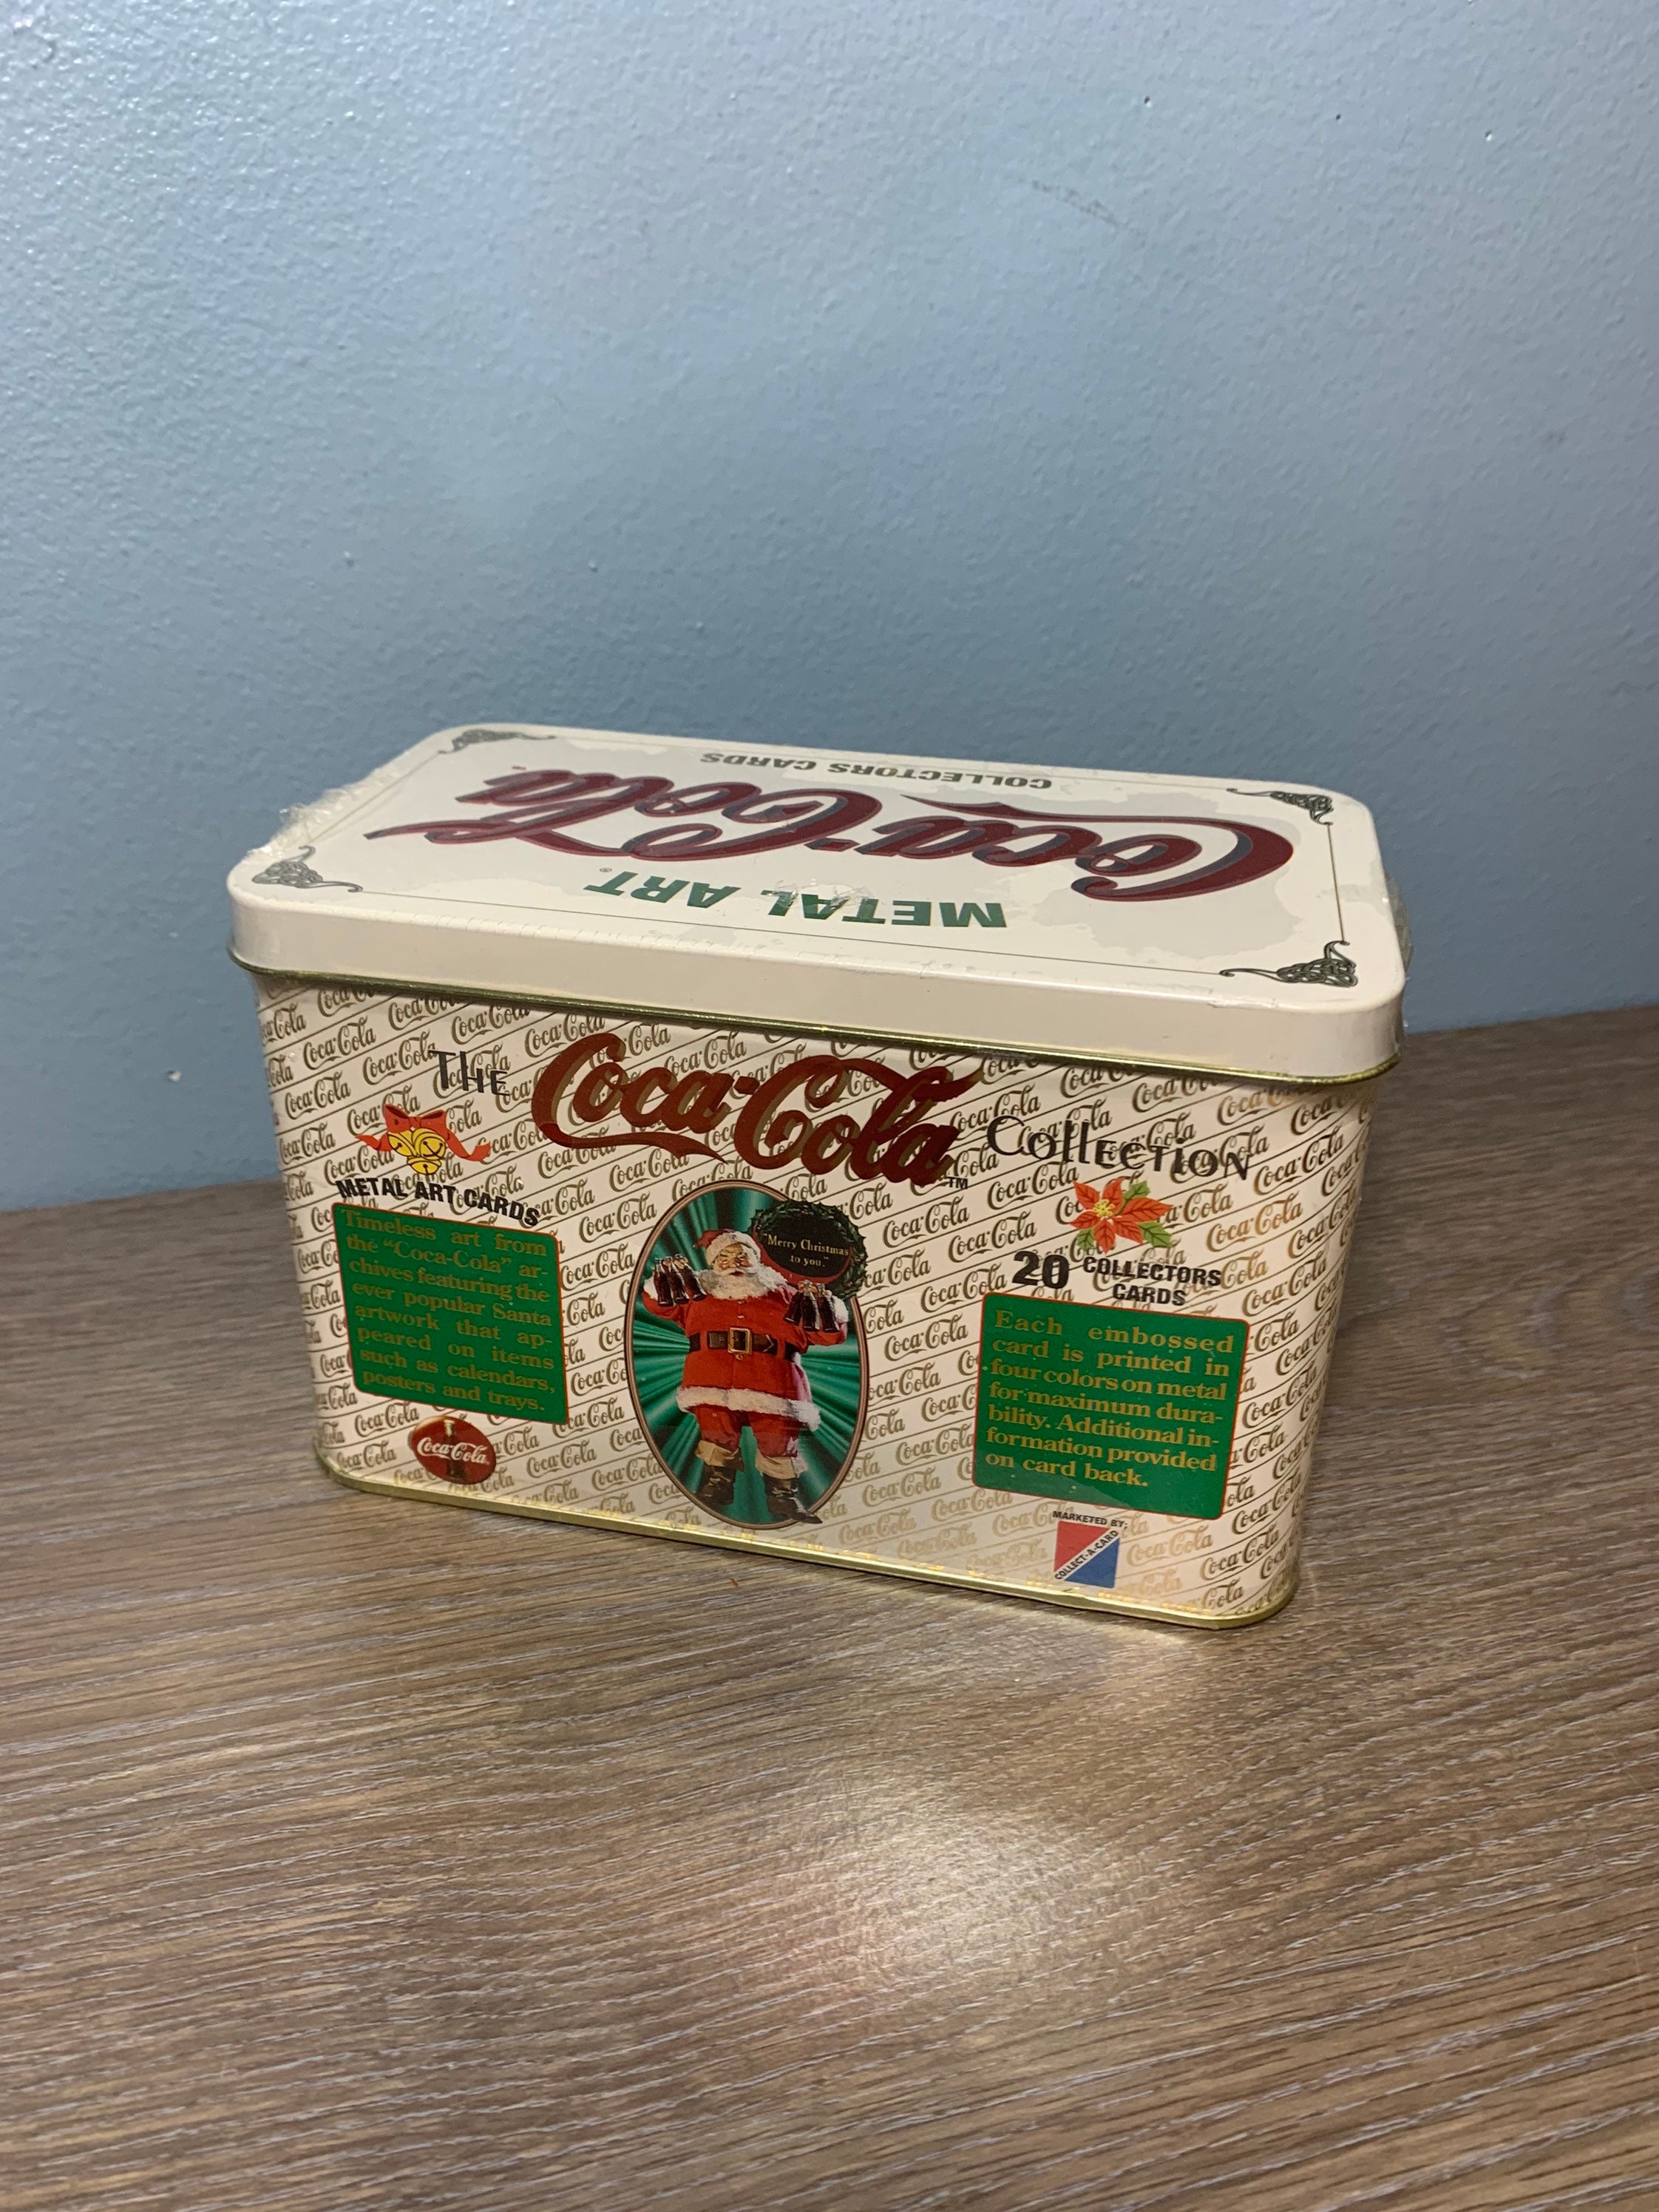 METAL ART®
Coca-Cola™
COLLECTORS CARDS
THE Coca-Cola™ COLLECTION
METAL ART CARDS
Timeless art from
the "Coca-Cola" ar-
chives featuring the
ever popular Santa
artwork that ap-
peared on items
such as calendars,
posters and trays.
Coca-Cola
"Merry Christmas
to you."
20 COLLECTORS
CARDS
Each embossed
card is printed in
four colors on metal
for maximum dura-
bility. Additional in-
formation provided
on card back.
MARKETED BY:
COLLECT-A-CARD